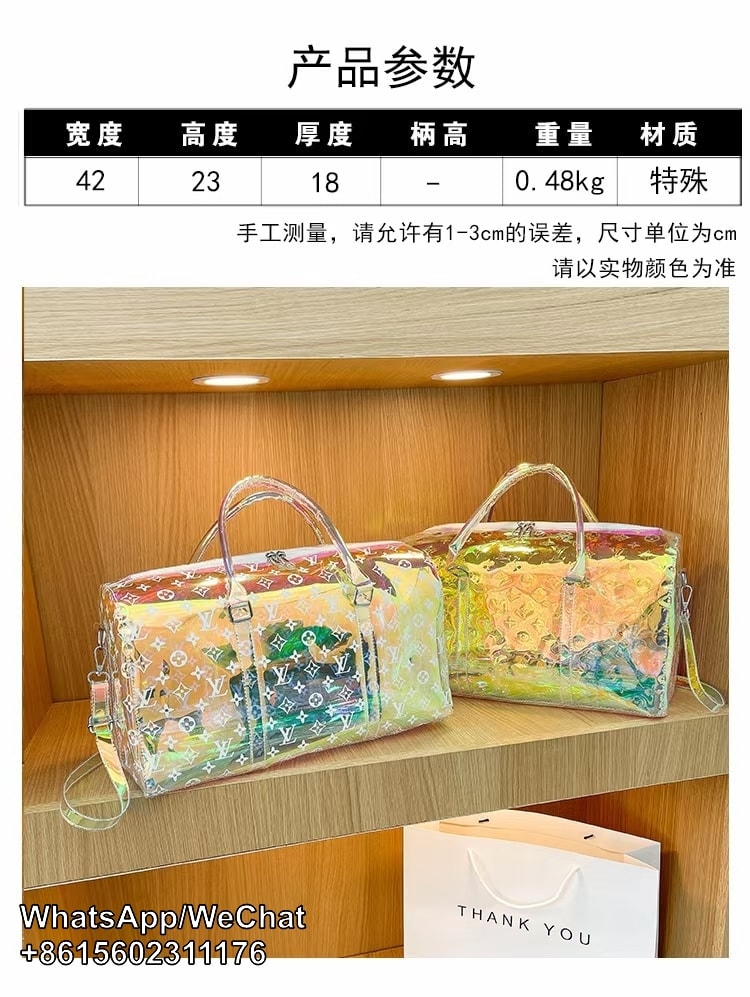 产品参数
宽度 高度 厚度 柄高 重量 材质
42 23 18 - 0.48kg 特殊
手工测量，请允许有1-3cm的误差，尺寸单位为cm
请以实物颜色为准
THANK YOU
WhatsApp/WeChat
+8615602311176